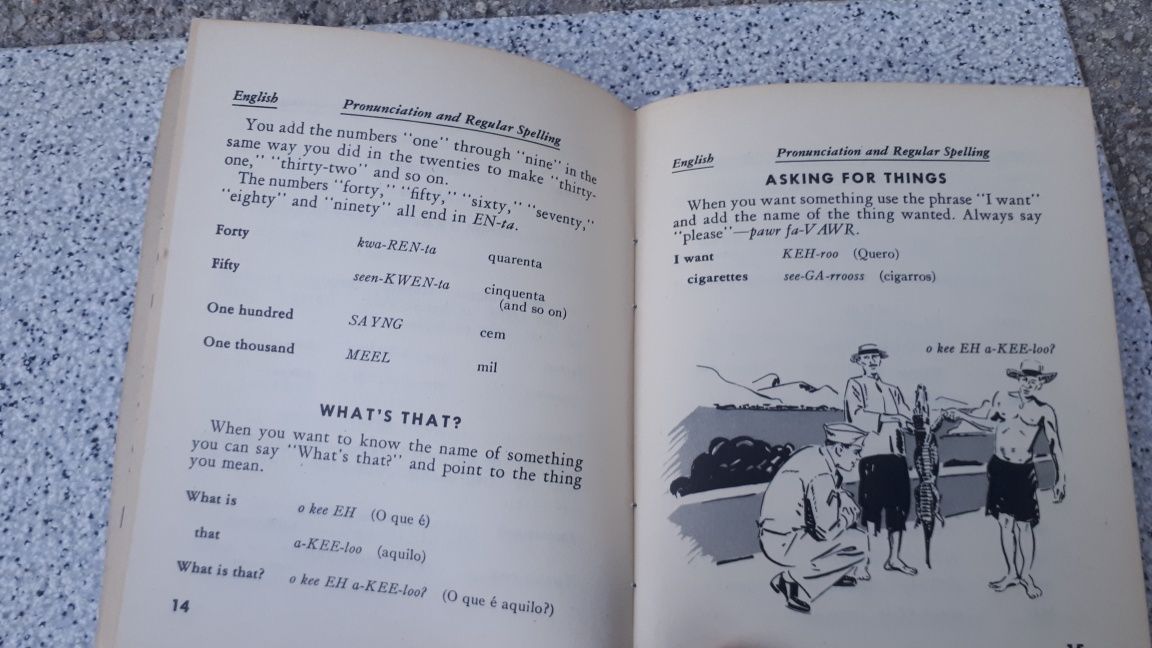 English Pronunciation and Regular Spelling
You add the numbers "one" through "nine" in the
same way you did in the twenties to make "thirty-
one," "thirty-two" and so on.
The numbers "forty," "fifty," "sixty," "seventy,"
"eighty" and "ninety" all end in EN-ta.
Forty kwa-REN-ta quarenta
Fifty seen-KWEN-ta cinquenta
(and so on)
One hundred SAYNG cem
One thousand MEEL mil
WHAT'S THAT?
When you want to know the name of something
you can say "What's that?" and point to the thing
you mean.
What is o kee EH (O que é)
that a-KEE-loo (aquilo)
What is that? o kee EH a-KEE-loo? (O que é aquilo?)
14
English Pronunciation and Regular Spelling
ASKING FOR THINGS
When you want something use the phrase "I want"
and add the name of the thing wanted. Always say
"please"—pawr fa-VAWR.
I want KEH-roo (Quero)
cigarettes see-GA-rrooss (cigarros)
o kee EH a-KEE-loo?